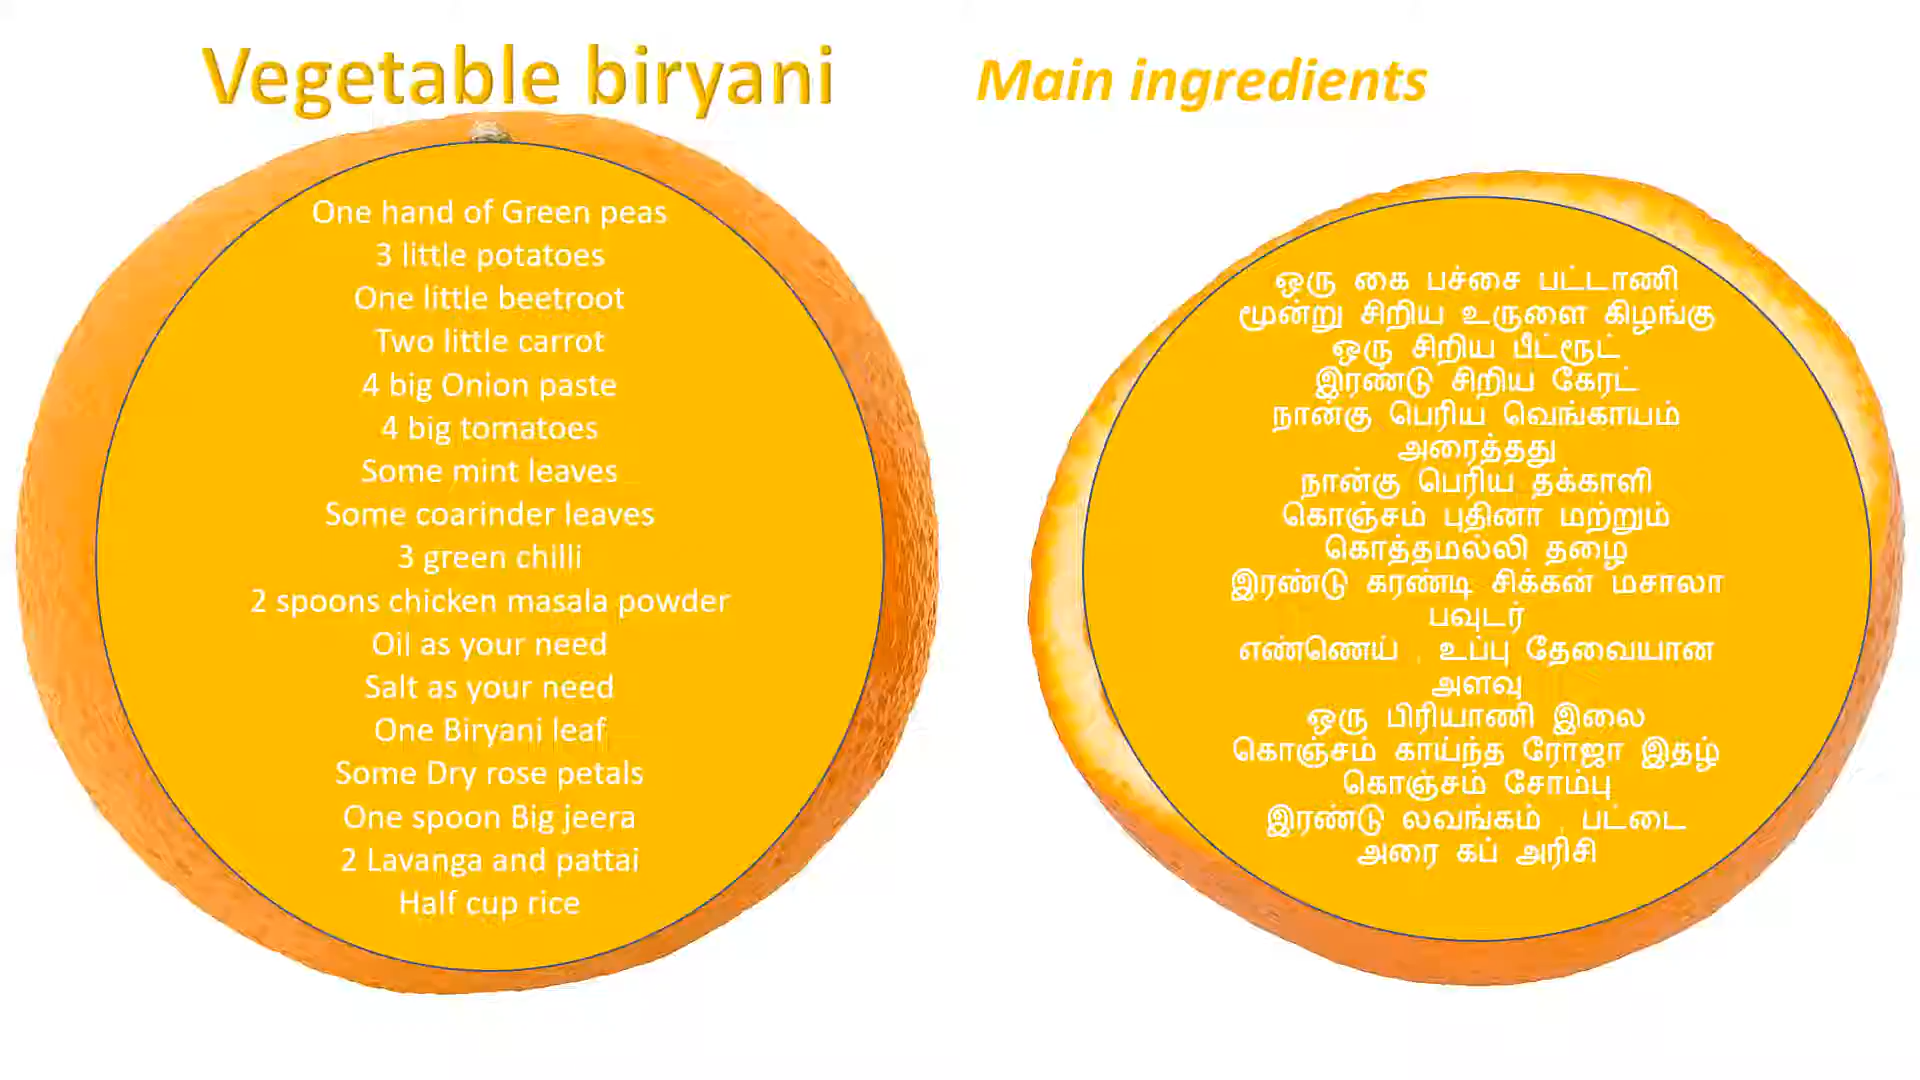 Vegetable biryani
Main ingredients
One hand of Green peas
3 little potatoes
One little beetroot
Two little carrot
4 big Onion paste
4 big tomatoes
Some mint leaves
Some coarinder leaves
3 green chilli
2 spoons chicken masala powder
Oil as your need
Salt as your need
One Biryani leaf
Some Dry rose petals
One spoon Big jeera
2 Lavanga and pattai
Half cup rice
ஒரு கை பச்சை பட்டாணி
மூன்று சிறிய உருளை கிழங்கு
ஒரு சிறிய பீட்ரூட்
இரண்டு சிறிய கேரட்
நான்கு பெரிய வெங்காயம்
அரைத்தது
நான்கு பெரிய தக்காளி
கொஞ்சம் புதினா மற்றும்
கொத்தமல்லி தழை
இரண்டு கரண்டி சிக்கன் மசாலா
பவுடர்
எண்ணெய் , உப்பு தேவையான
அளவு
ஒரு பிரியாணி இலை
கொஞ்சம் காய்ந்த ரோஜா இதழ்
கொஞ்சம் சோம்பு
இரண்டு லவங்கம் , பட்டை
அரை கப் அரிசி